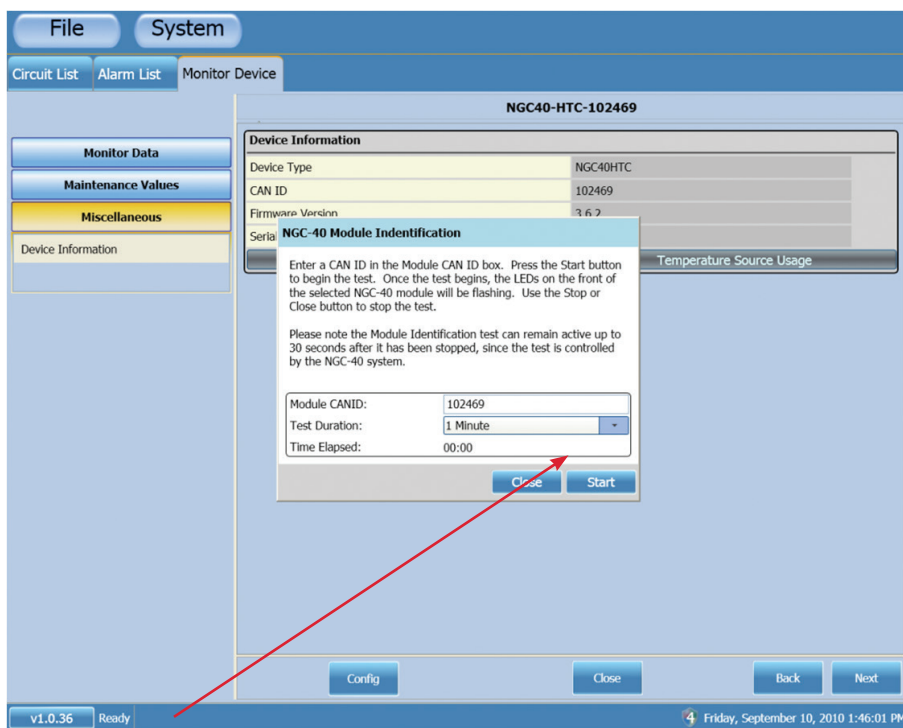 File System
Circuit List Alarm List Monitor Device
NGC40-HTC-102469
Monitor Data
Maintenance Values
Miscellaneous
Device Information
Device Information
Device Type NGC40HTC
CAN ID 102469
Firmware Version 3.6.2
Serial
Temperature Source Usage
NGC-40 Module Indentification
Enter a CAN ID in the Module CAN ID box. Press the Start button
to begin the test. Once the test begins, the LEDs on the front of
the selected NGC-40 module will be flashing. Use the Stop or
Close button to stop the test.
Please note the Module Identification test can remain active up to
30 seconds after it has been stopped, since the test is controlled
by the NGC-40 system.
Module CANID: 102469
Test Duration: 1 Minute
Time Elapsed: 00:00
Close Start
Config Close Back Next
v1.0.36 Ready 4 Friday, September 10, 2010 1:46:01 PM